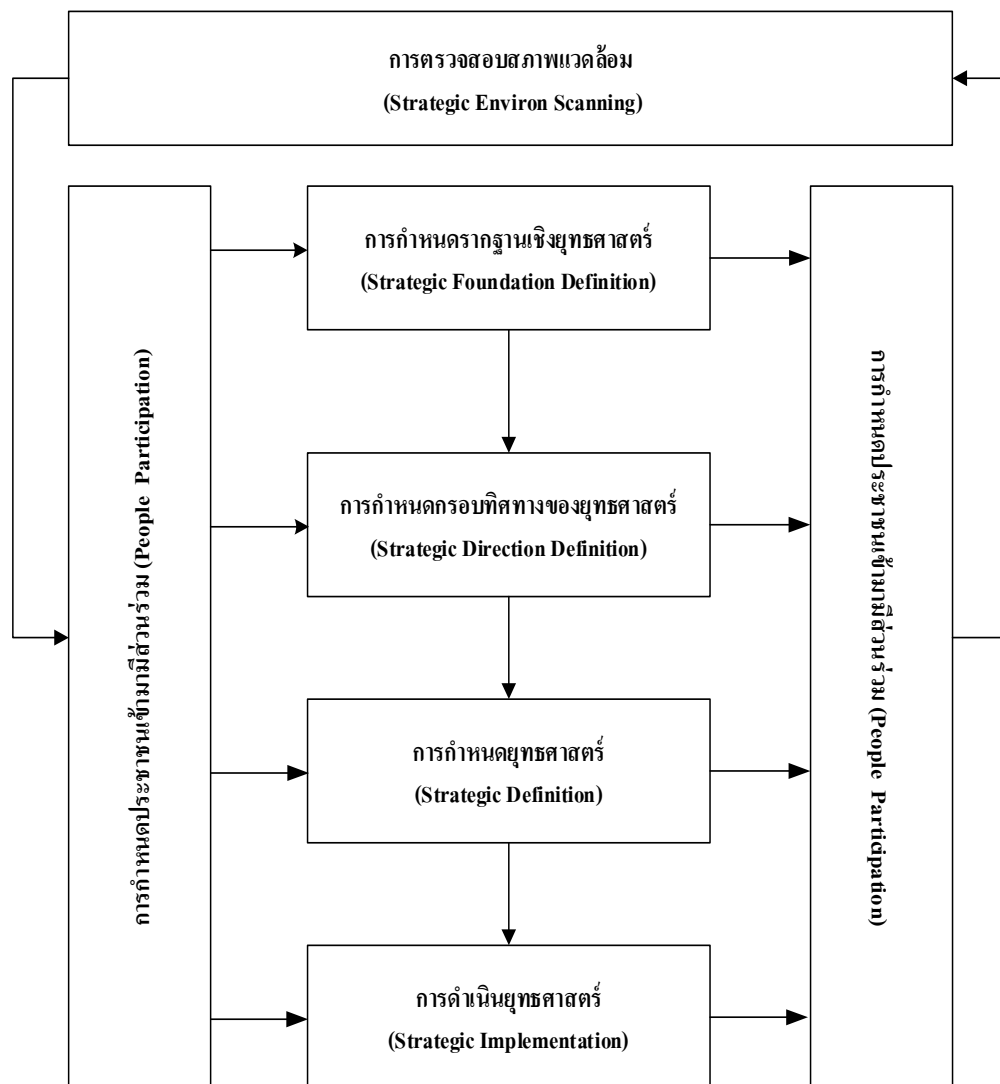 การตรวจสอบสภาพแวดล้อม
(Strategic Environ Scanning)
การกำหนดประชาชนเข้ามามีส่วนร่วม (People Participation)
การกำหนดรากฐานเชิงยุทธศาสตร์
(Strategic Foundation Definition)
การกำหนดกรอบทิศทางของยุทธศาสตร์
(Strategic Direction Definition)
การกำหนดยุทธศาสตร์
(Strategic Definition)
การดำเนินยุทธศาสตร์
(Strategic Implementation)
การกำหนดประชาชนเข้ามามีส่วนร่วม (People Participation)